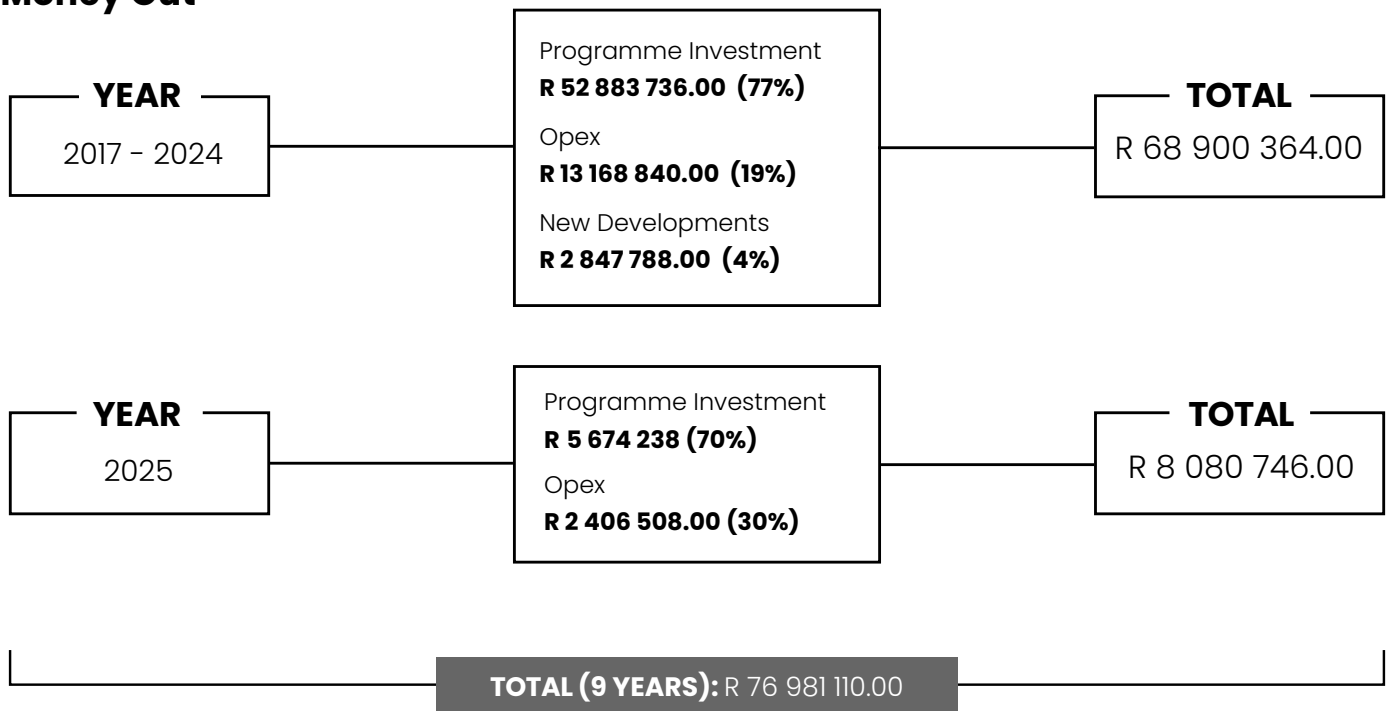 Money Out
YEAR
2017 - 2024
Programme Investment
R 52 883 736.00 (77%)
Opex
R 13 168 840.00 (19%)
New Developments
R 2 847 788.00 (4%)
TOTAL
R 68 900 364.00
YEAR
2025
Programme Investment
R 5 674 238 (70%)
Opex
R 2 406 508.00 (30%)
TOTAL
R 8 080 746.00
TOTAL (9 YEARS): R 76 981 110.00